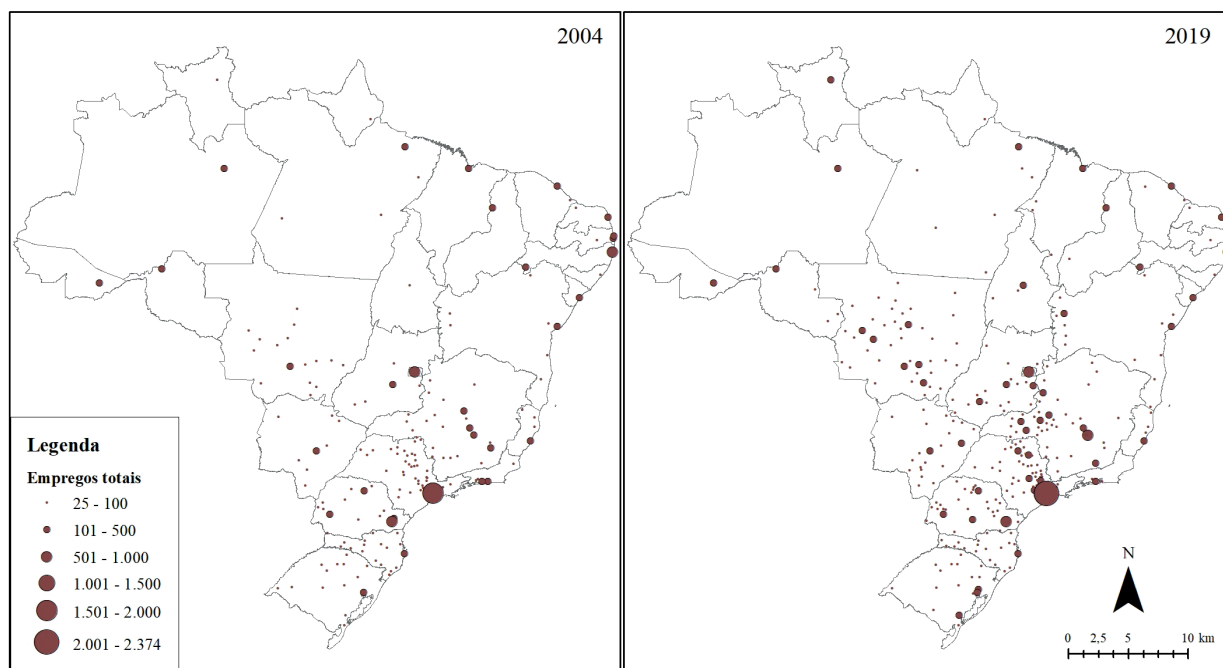 2004
2019
Legenda
Empregos totais
25 - 100
101 - 500
501 - 1.000
1.001 - 1.500
1.501 - 2.000
2.001 - 2.374
N
0 2,5 5 10 km